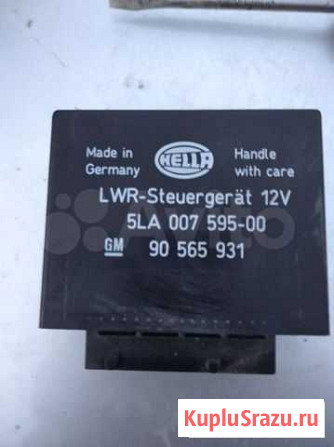 Made in
Germany
HELLA
Handle
with care
LWR-Steuergerät 12V
5LA 007 595-00
GM
90 565 931
Avito
KupluSrazu.ru